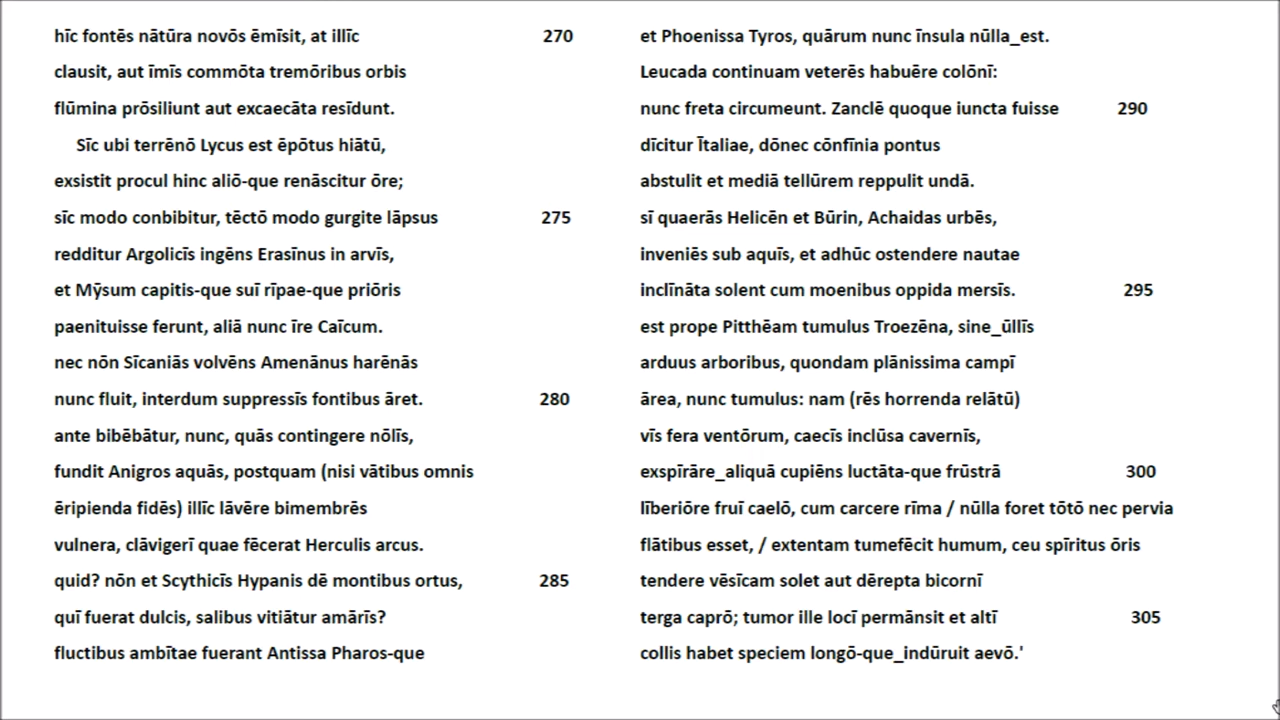 hīc fontēs nātūra novōs ēmīsit, at illīc 270
clausit, aut īmīs commōta tremōribus orbis
flūmina prōsiliunt aut excaecāta resīdunt.
Sīc ubi terrēnō Lycus est ēpōtus hiātū,
exsistit procul hinc aliō-que renāscitur ōre;
sīc modo conbibitur, tēctō modo gurgite lāpsus 275
redditur Argolicīs ingēns Erasīnus in arvīs,
et Mȳsum capitis-que suī rīpae-que priōris
paenituisse ferunt, aliā nunc īre Caīcum.
nec nōn Sīcaniās volvēns Amenānus harēnās
nunc fluit, interdum suppressīs fontibus āret. 280
ante bibēbātur, nunc, quās contingere nōlīs,
fundit Anigros aquās, postquam (nisi vātibus omnis
ēripienda fidēs) illīc lāvēre bimembrēs
vulnera, clāvigerī quae fēcerat Herculis arcus.
quid? nōn et Scythicīs Hypanis dē montibus ortus, 285
quī fuerat dulcis, salibus vitiātur amārīs?
fluctibus ambītae fuerant Antissa Pharos-que
et Phoenissa Tyros, quārum nunc īnsula nūlla_est.
Leucada continuam veterēs habuēre colōnī:
nunc freta circumeunt. Zanclē quoque iuncta fuisse 290
dīcitur Ītaliae, dōnec cōnfīnia pontus
abstulit et mediā tellūrem reppulit undā.
sī quaerās Helicēn et Būrin, Achaidas urbēs,
inveniēs sub aquīs, et adhūc ostendere nautae
inclīnāta solent cum moenibus oppida mersīs. 295
est prope Pitthēam tumulus Troezēna, sine_ūllīs
arduus arboribus, quondam plānissima campī
ārea, nunc tumulus: nam (rēs horrenda relātū)
vīs fera ventōrum, caecīs inclūsa cavernīs,
exspīrāre_aliquā cupiēns luctāta-que frūstrā 300
līberiōre fruī caelō, cum carcere rīma / nūlla foret tōtō nec pervia
flātibus esset, / extentam tumefēcit humum, ceu spīritus ōris
tendere vēsīcam solet aut dērepta bicornī
terga caprō; tumor ille locī permānsit et altī 305
collis habet speciem longō-que_indūruit aevō.'